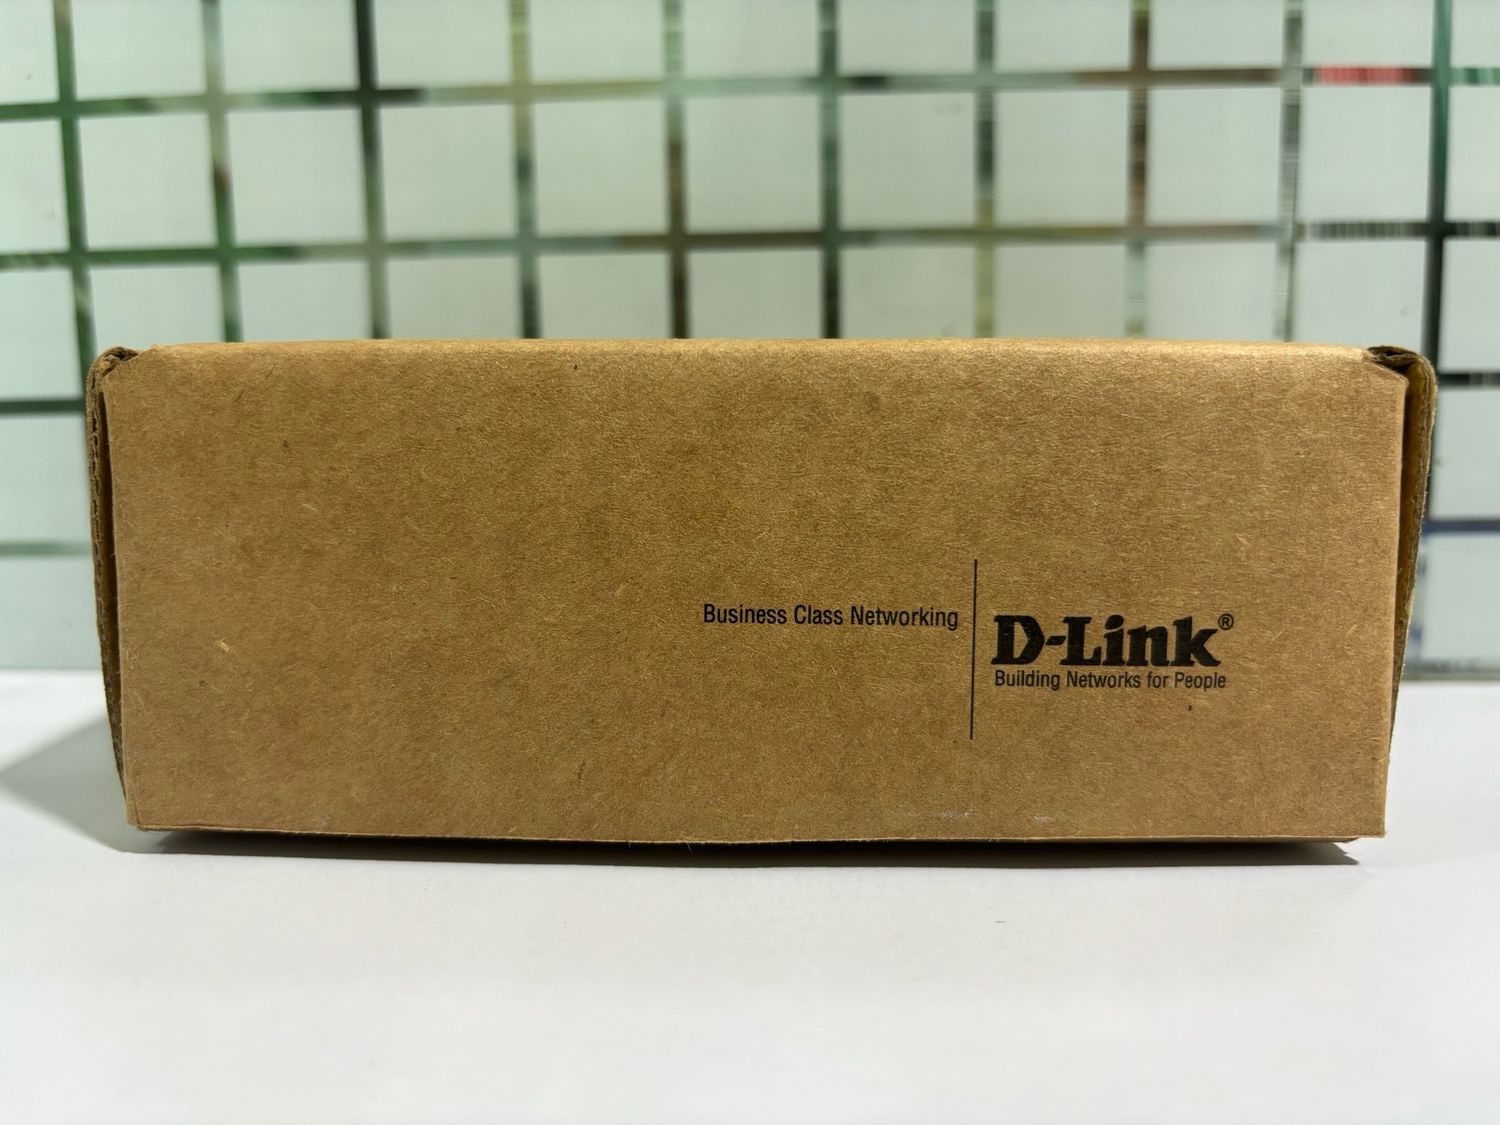 Business Class Networking
D-Link®
Building Networks for People